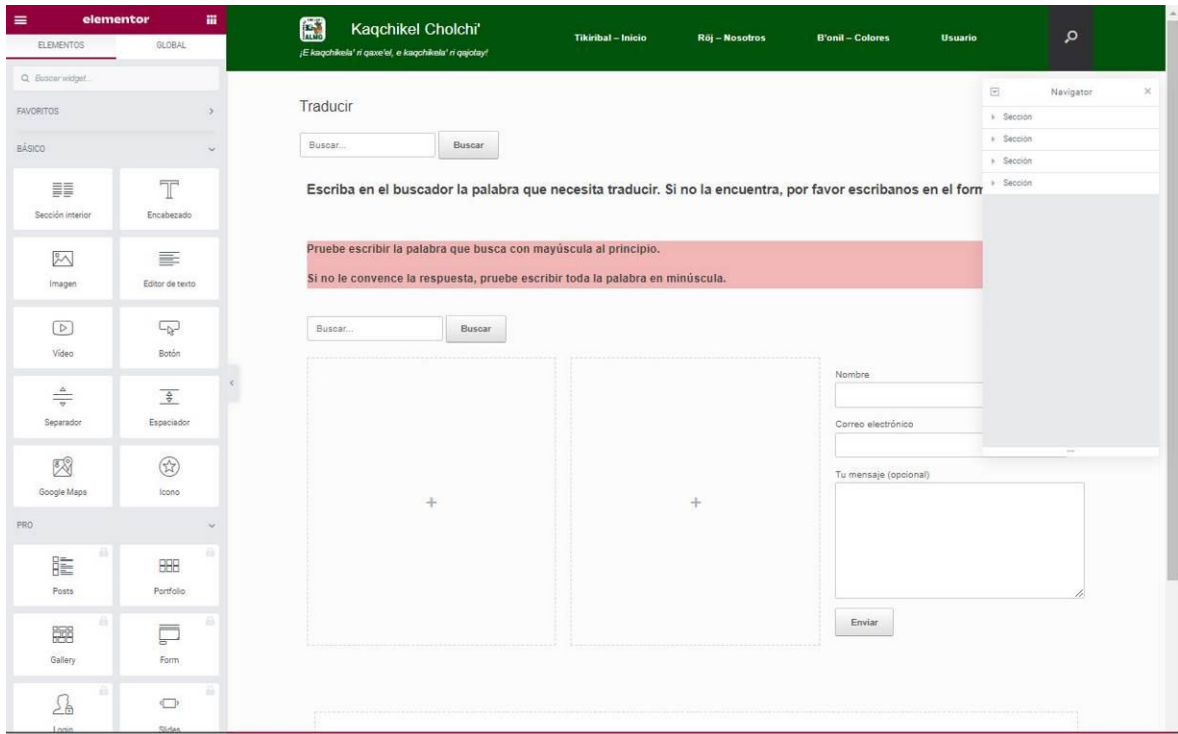 elementor
ELEMENTOS
GLOBAL
Buscar widget...
FAVORITOS
BÁSICO
Sección interior
Encabezado
Imagen
Editor de texto
Vídeo
Botón
Separador
Espaciador
Google Maps
Icono
PRO
Posts
Portfolio
Gallery
Form
Login
Slides
ALMG
Kaqchikel Cholchi'
¡E kaqchikela' ri qaxe'el, e kaqchikela' ri qajotay!
Tikiribal – Inicio
Röj – Nosotros
B'onil – Colores
Usuario
Traducir
Buscar...
Buscar
Escriba en el buscador la palabra que necesita traducir. Si no la encuentra, por favor escribanos en el form
Pruebe escribir la palabra que busca con mayúscula al principio.
Si no le convence la respuesta, pruebe escribir toda la palabra en minúscula.
Buscar...
Buscar
Nombre
Correo electrónico
Tu mensaje (opcional)
Enviar
Navigator
Sección
Sección
Sección
Sección